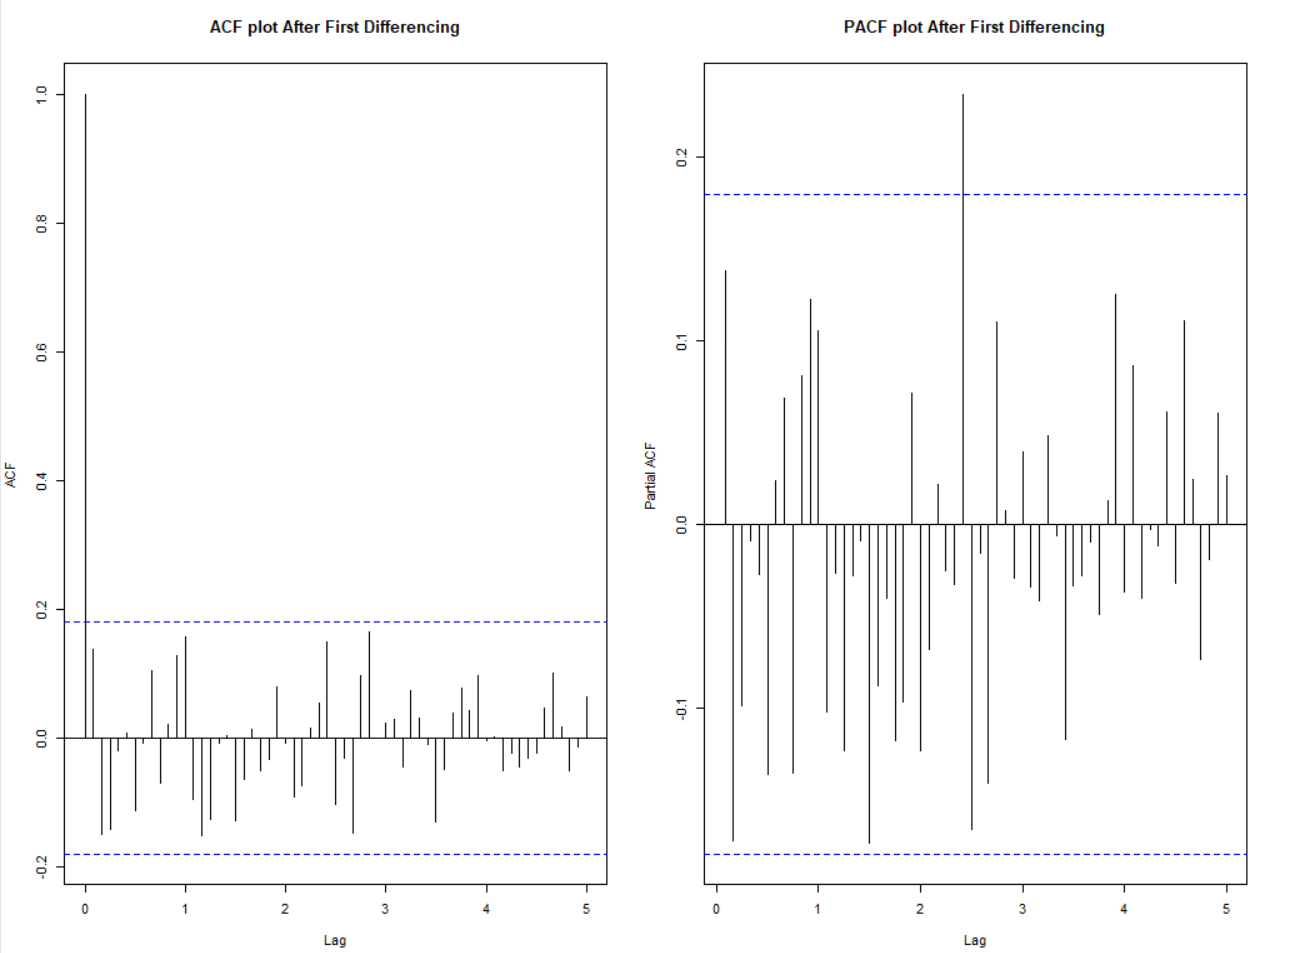 ACF plot After First Differencing
ACF
1.0
0.8
0.6
0.4
0.2
0.0
-0.2
0 1 2 3 4 5
Lag
PACF plot After First Differencing
Partial ACF
0.2
0.1
0.0
-0.1
0 1 2 3 4 5
Lag